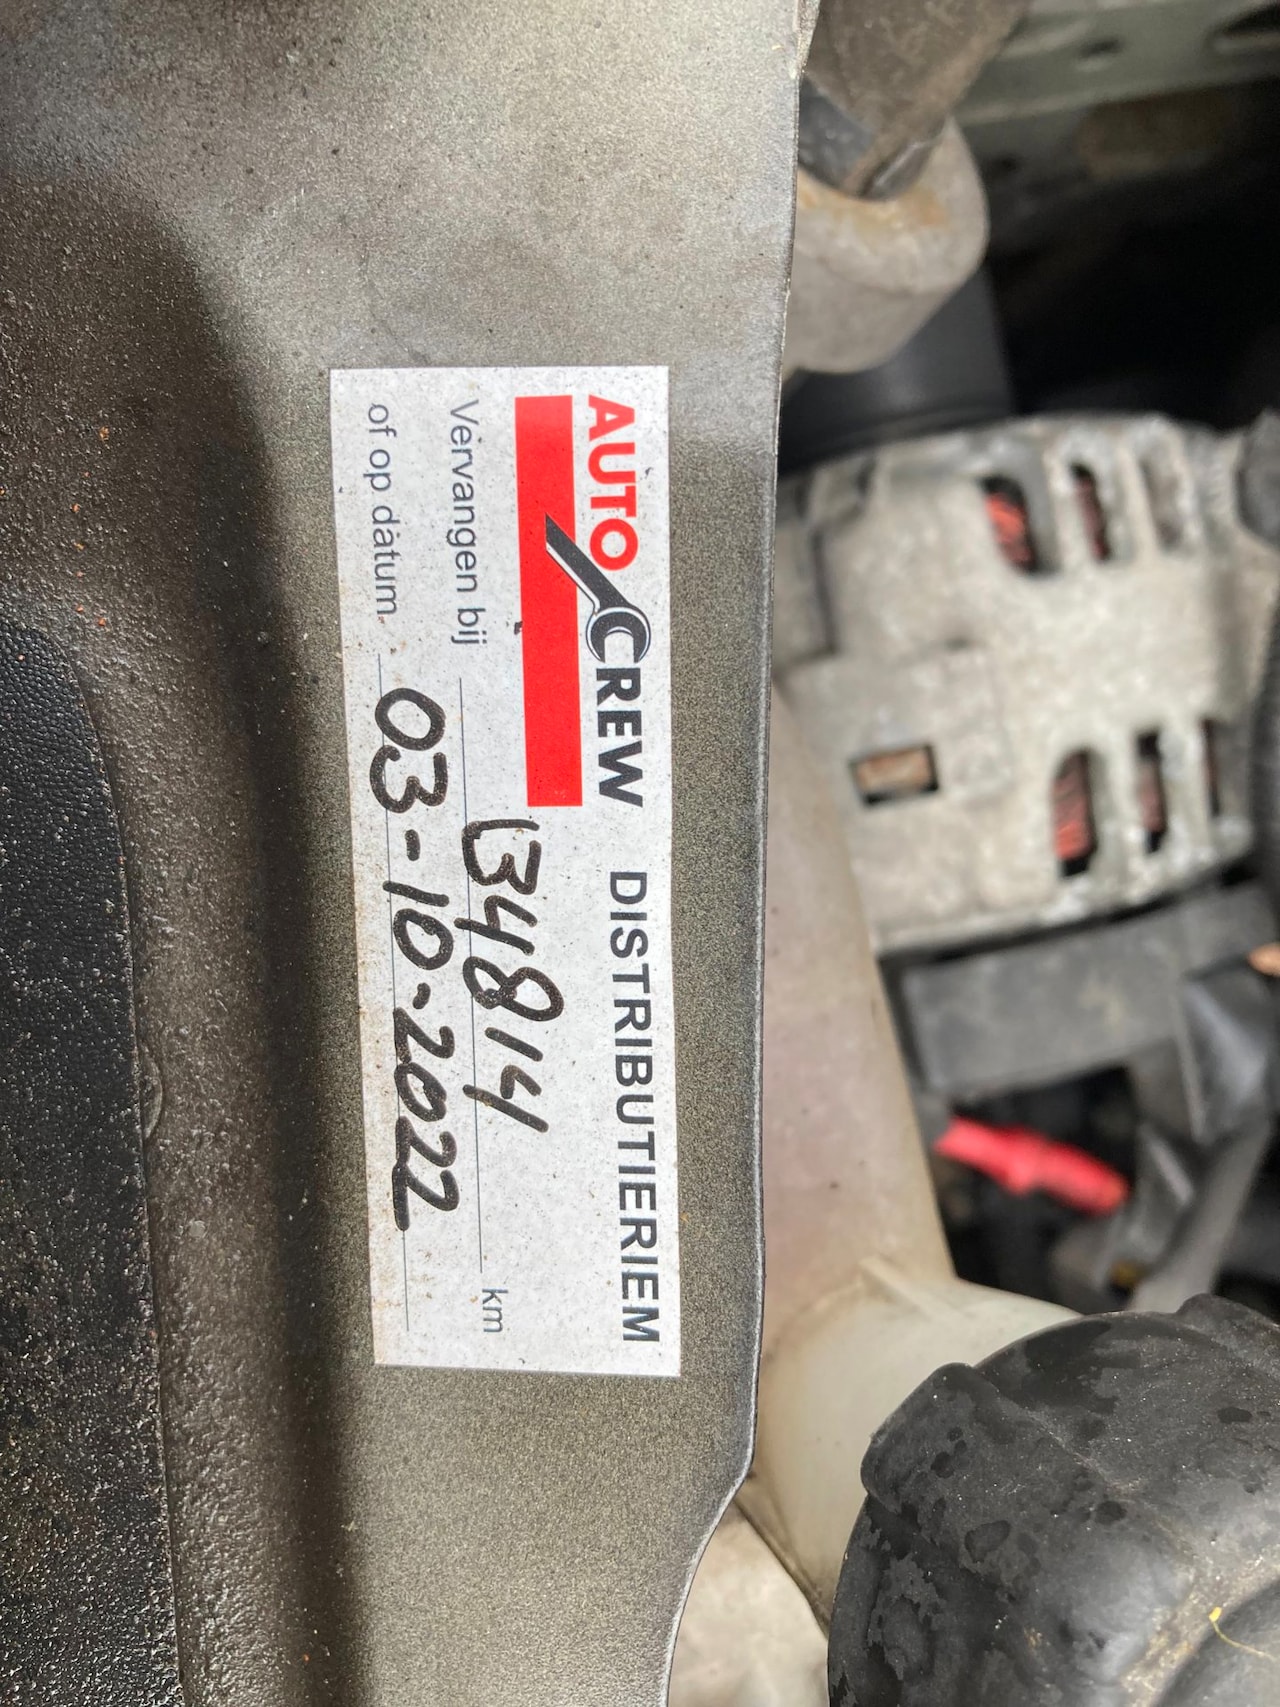 AUTO CREW DISTRIBUTIERIEM
Vervangen bij 134814 km
of op datum 03-10-2022